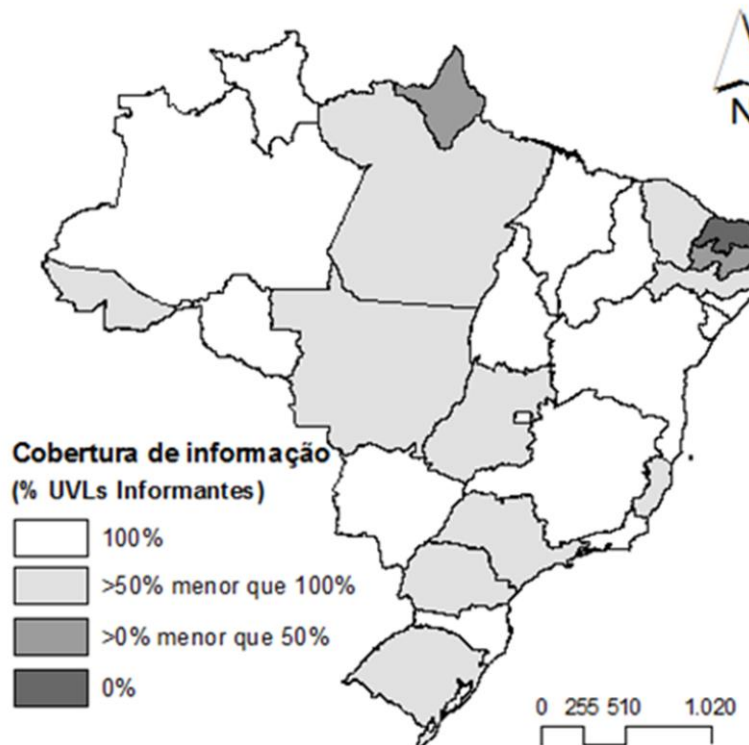 N
Cobertura de informação
(% UVLs Informantes)
100%
>50% menor que 100%
>0% menor que 50%
0%
0 255 510 1.020